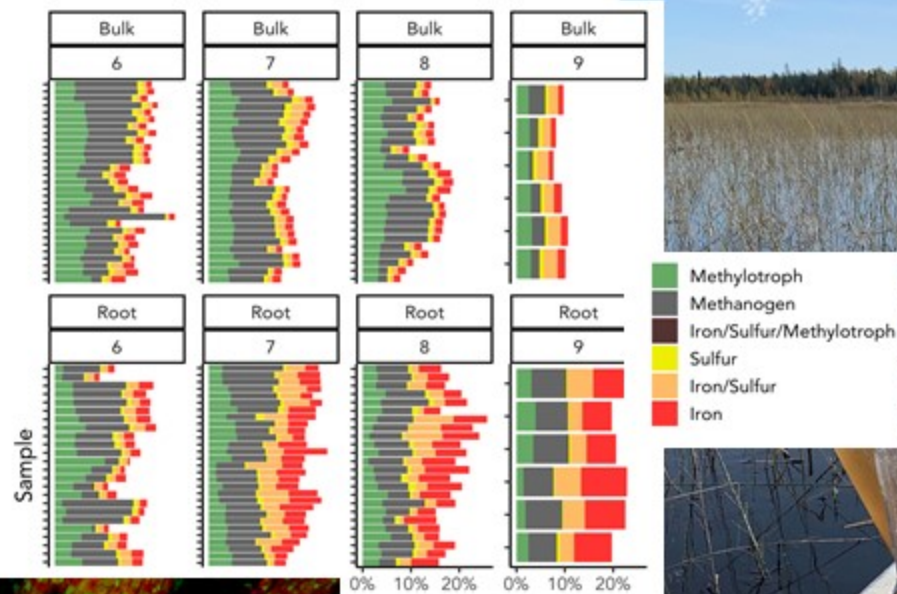 Bulk Bulk Bulk Bulk
6 7 8 9
Methylotroph
Methanogen
Iron/Sulfur/Methylotroph
Sulfur
Iron/Sulfur
Iron
Root Root Root Root
6 7 8 9
Sample
0% 10% 20% 0% 10% 20%